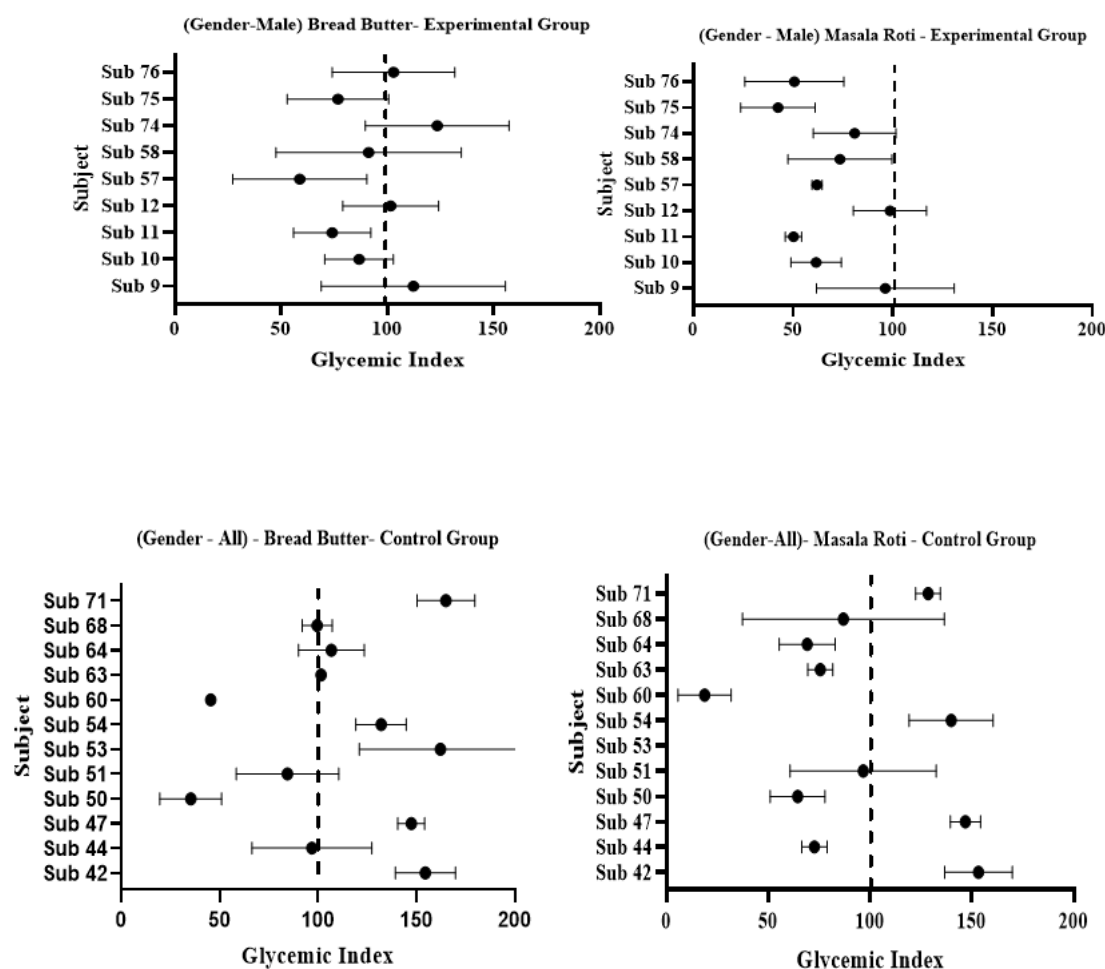 (Gender-Male) Bread Butter- Experimental Group
Subject
Sub 76
Sub 75
Sub 74
Sub 58
Sub 57
Sub 12
Sub 11
Sub 10
Sub 9
0 50 100 150 200
Glycemic Index
(Gender - Male) Masala Roti - Experimental Group
Subject
Sub 76
Sub 75
Sub 74
Sub 58
Sub 57
Sub 12
Sub 11
Sub 10
Sub 9
0 50 100 150 200
Glycemic Index
(Gender - All) - Bread Butter- Control Group
Subject
Sub 71
Sub 68
Sub 64
Sub 63
Sub 60
Sub 54
Sub 53
Sub 51
Sub 50
Sub 47
Sub 44
Sub 42
0 50 100 150 200
Glycemic Index
(Gender-All)- Masala Roti - Control Group
Subject
Sub 71
Sub 68
Sub 64
Sub 63
Sub 60
Sub 54
Sub 53
Sub 51
Sub 50
Sub 47
Sub 44
Sub 42
0 50 100 150 200
Glycemic Index